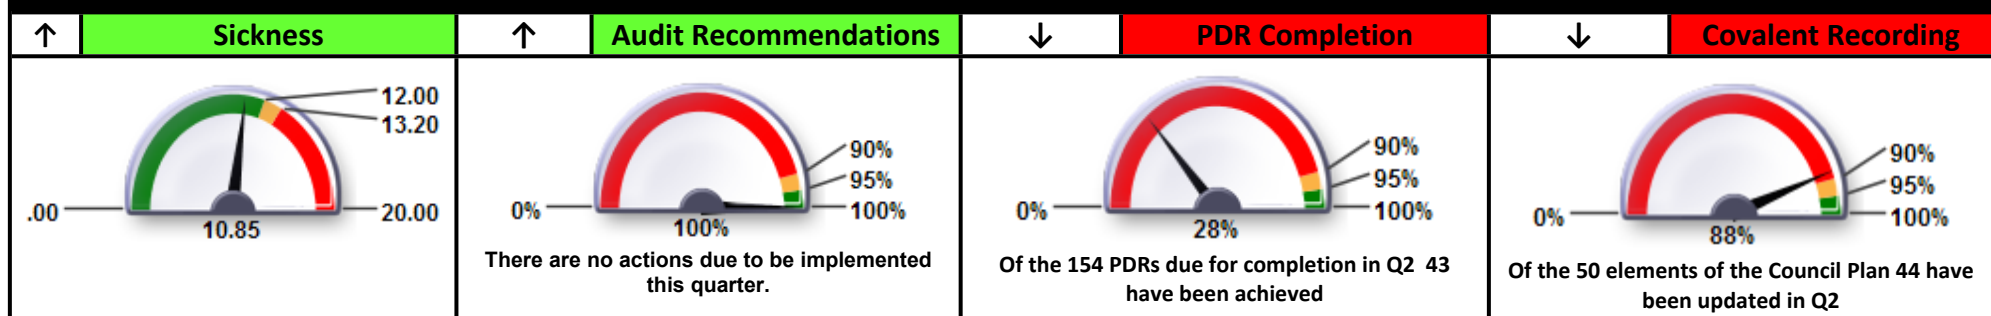 ↑ Sickness ↑ Audit Recommendations ↓ PDR Completion ↓ Covalent Recording
12.00
13.20
.00
20.00
10.85
90%
95%
0%
100%
100%
There are no actions due to be implemented
this quarter.
90%
95%
0%
100%
28%
Of the 154 PDRs due for completion in Q2 43
have been achieved
90%
95%
0%
100%
88%
Of the 50 elements of the Council Plan 44 have
been updated in Q2